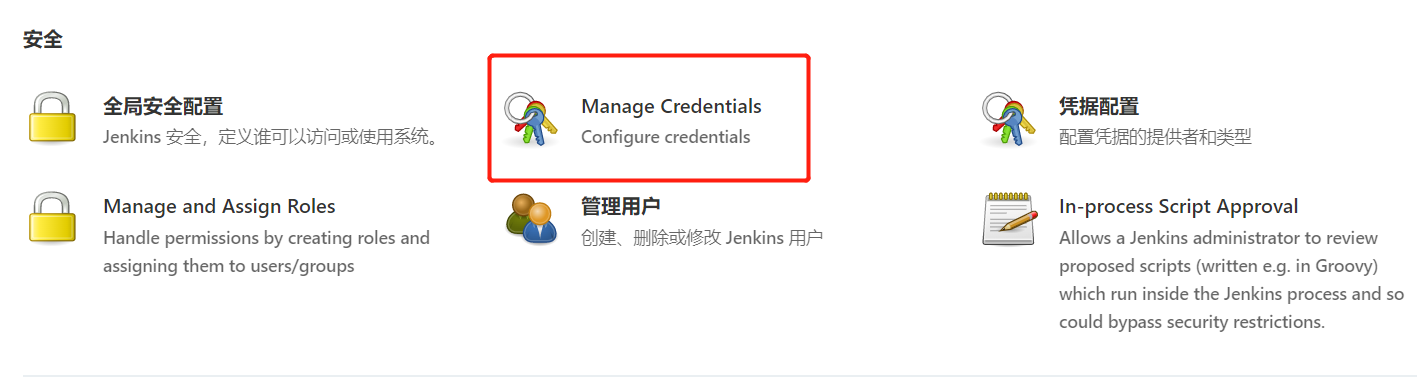 安全
全局安全配置
Jenkins 安全，定义谁可以访问或使用系统。
Manage Credentials
Configure credentials
凭据配置
配置凭据的提供者和类型
Manage and Assign Roles
Handle permissions by creating roles and
assigning them to users/groups
管理用户
创建、删除或修改 Jenkins 用户
In-process Script Approval
Allows a Jenkins administrator to review
proposed scripts (written e.g. in Groovy)
which run inside the Jenkins process and so
could bypass security restrictions.